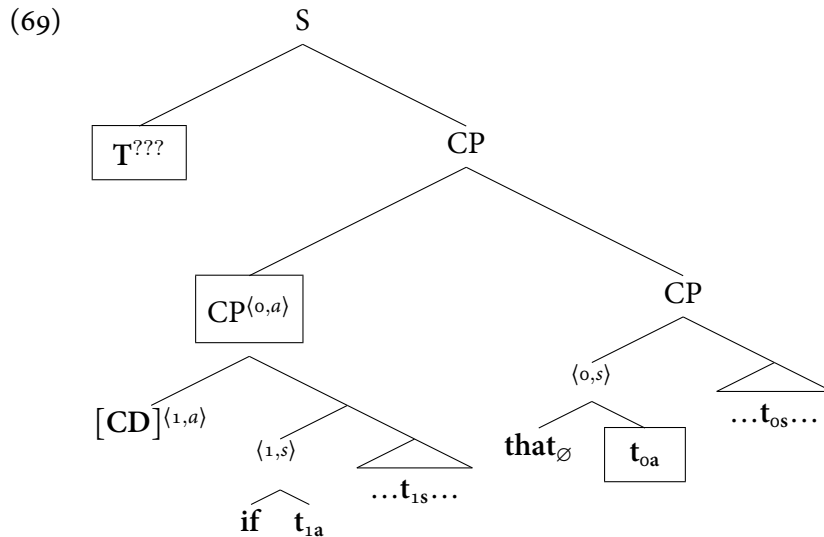 (69) S
T??? CP
CP⟨0,a⟩ CP
⟨0,s⟩
[CD]⟨1,a⟩ ⟨1,s⟩ that∅ t0a …t0s…
…t1s…
if t1a